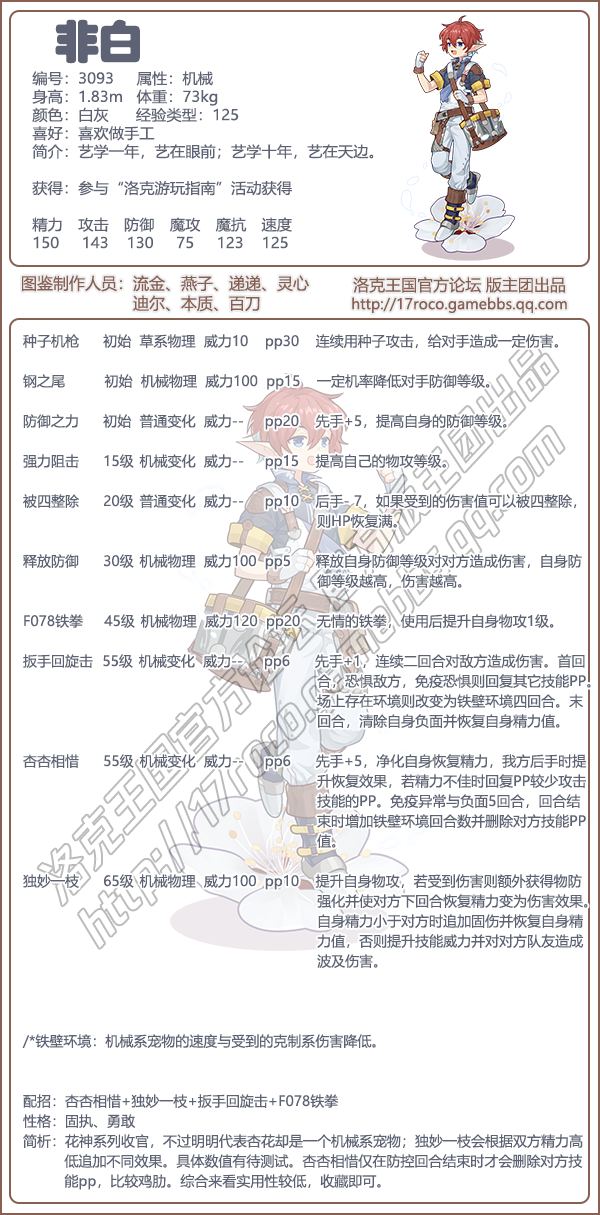 非白
编号：3093 属性：机械
身高：1.83m 体重：73kg
颜色：白灰 经验类型：125
喜好：喜欢做手工
简介：艺学一年，艺在眼前；艺学十年，艺在天边。
获得：参与“洛克游玩指南”活动获得
精力 攻击 防御 魔攻 魔抗 速度
150 143 130 75 123 125
图鉴制作人员：流金、燕子、递递、灵心
迪尔、本质、百刀
洛克王国官方论坛 版主团出品
http://17roco.gamebbs.qq.com
种子机枪 初始 草系物理 威力10 pp30 连续用种子攻击，给对手造成一定伤害。
钢之尾 初始 机械物理 威力100 pp15 一定机率降低对手防御等级。
防御之力 初始 普通变化 威力-- pp20 先手+5，提高自身的防御等级。
强力阻击 15级 机械变化 威力-- pp15 提高自己的物攻等级。
被四整除 20级 普通变化 威力-- pp10 后手- 7，如果受到的伤害值可以被四整除，
则HP恢复满。
释放防御 30级 机械物理 威力100 pp5 释放自身防御等级对对方造成伤害，自身防
御等级越高，伤害越高。
F078铁拳 45级 机械物理 威力120 pp20 无情的铁拳，使用后提升自身物攻1级。
扳手回旋击 55级 机械变化 威力-- pp6 先手+1，连续二回合对敌方造成伤害。首回
合，恐惧敌方，免疫恐惧则回复其它技能PP。
场上存在环境则改变为铁壁环境四回合。末
回合，清除自身负面并恢复自身精力值。
杏杏相惜 55级 机械变化 威力-- pp6 先手+5，净化自身恢复精力，我方后手时提
升恢复效果，若精力不佳时回复PP较少攻击
技能的PP。免疫异常与负面5回合，回合结
束时增加铁壁环境回合数并删除对方技能PP
值。
独妙一枝 65级 机械物理 威力100 pp10 提升自身物攻，若受到伤害则额外获得物防
强化并使对方下回合恢复精力变为伤害效果。
自身精力小于对方时追加固伤并恢复自身精
力值，否则提升技能威力并对对方队友造成
波及伤害。
洛克王国官方论坛版主团出品
http://17roco.gamebbs.qq.com
/*铁壁环境：机械系宠物的速度与受到的克制系伤害降低。
配招：杏杏相惜+独妙一枝+扳手回旋击+F078铁拳
性格：固执、勇敢
简析：花神系列收官，不过明明代表杏花却是一个机械系宠物；独妙一枝会根据双方精力高
低追加不同效果。具体数值有待测试。杏杏相惜仅在防控回合结束时才会删除对方技
能pp，比较鸡肋。综合来看实用性较低，收藏即可。